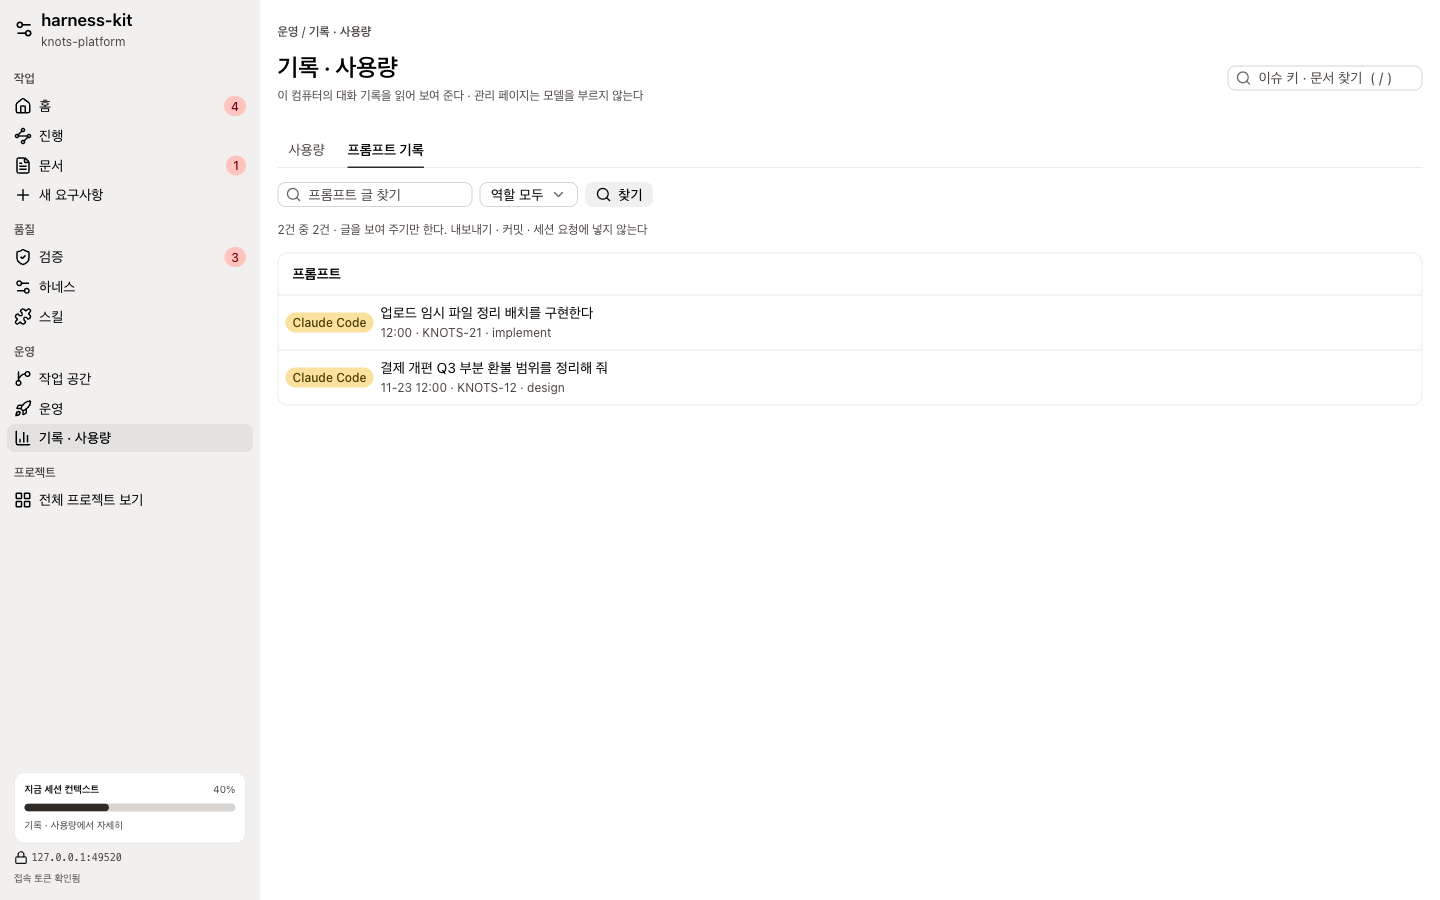 harness-kit
knots-platform
작업
홈 4
진행
문서 1
새 요구사항
품질
검증 3
하네스
스킬
운영
작업 공간
운영
기록 · 사용량
프로젝트
전체 프로젝트 보기
지금 세션 컨텍스트 40%
기록 · 사용량에서 자세히
127.0.0.1:49520
접속 토큰 확인됨
운영 / 기록 · 사용량
기록 · 사용량
이 컴퓨터의 대화 기록을 읽어 보여 준다 · 관리 페이지는 모델을 부르지 않는다
이슈 키 · 문서 찾기 ( / )
사용량 프롬프트 기록
프롬프트 글 찾기 역할 모두 찾기
2건 중 2건 · 글을 보여 주기만 한다. 내보내기 · 커밋 · 세션 요청에 넣지 않는다
프롬프트
Claude Code 업로드 임시 파일 정리 배치를 구현한다
12:00 · KNOTS-21 · implement
Claude Code 결제 개편 Q3 부분 환불 범위를 정리해 줘
11-23 12:00 · KNOTS-12 · design